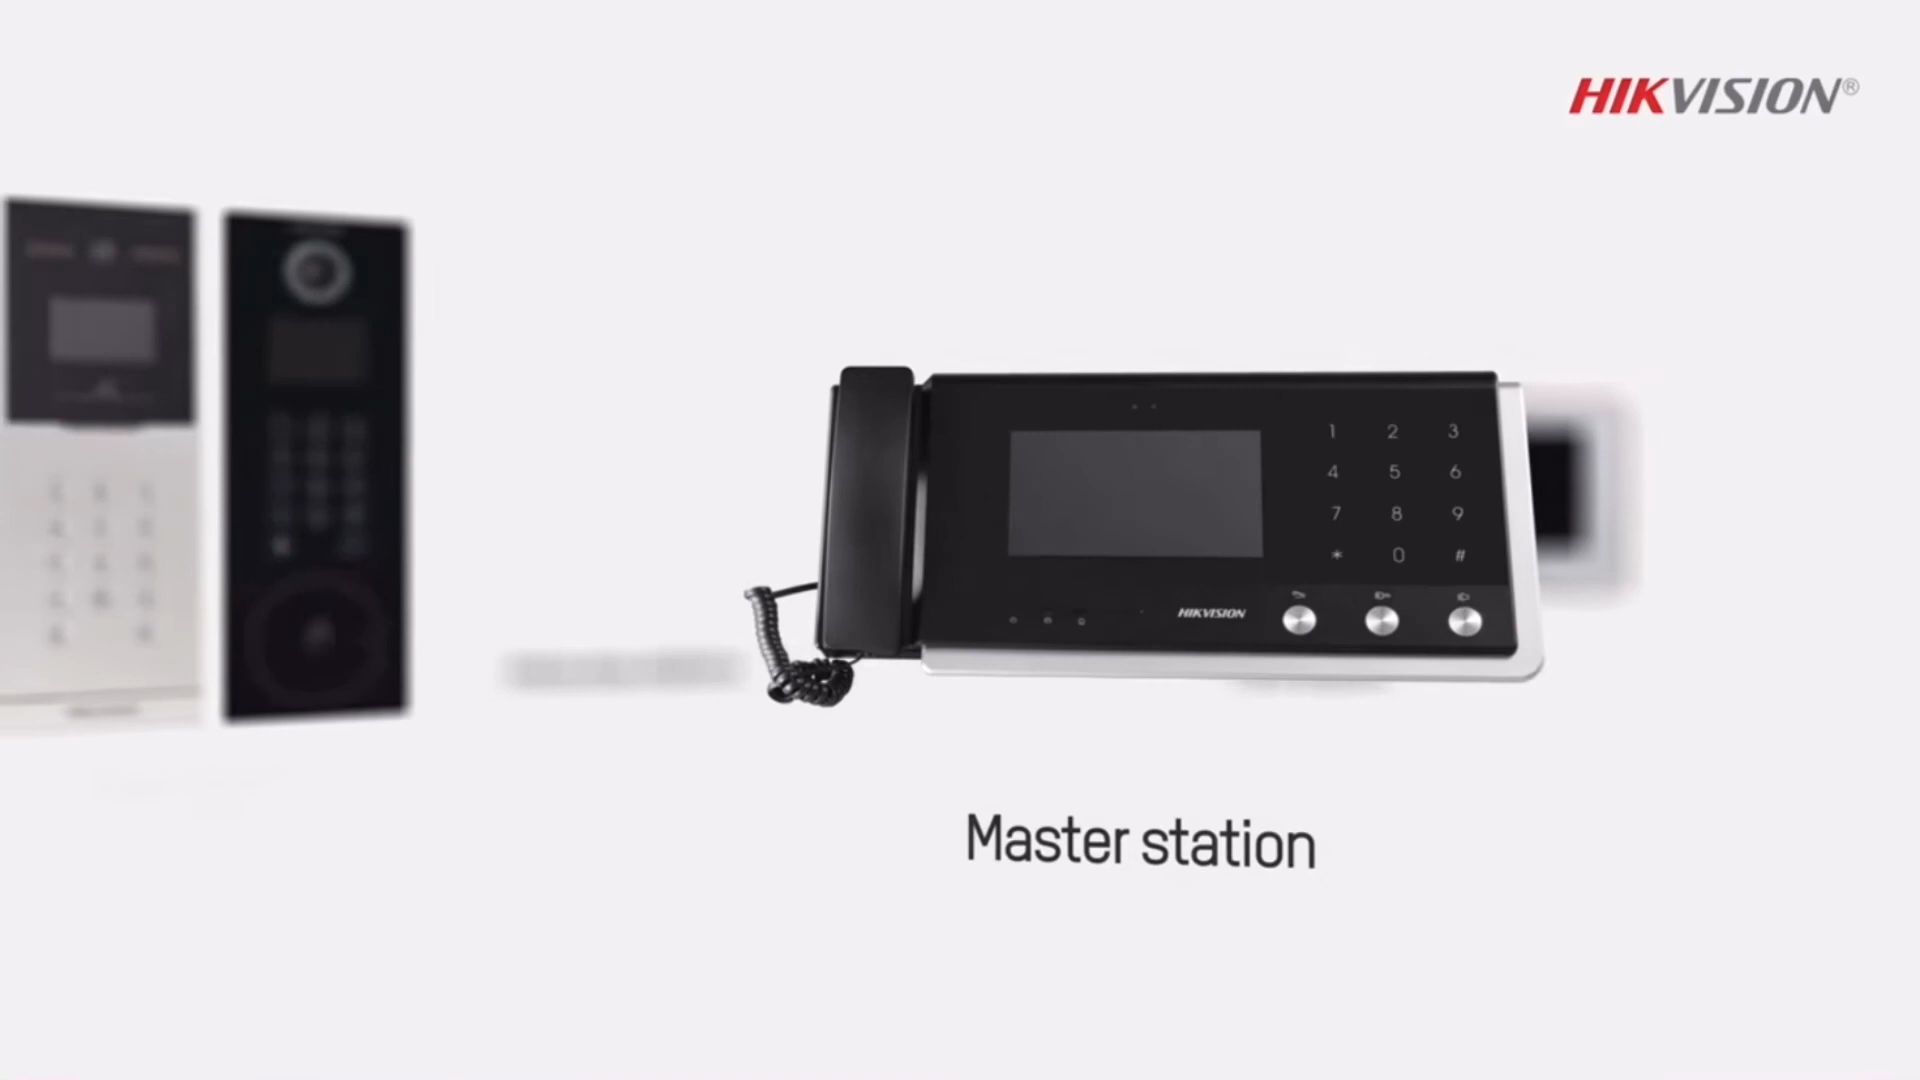 HIKVISION®
1 2 3
4 5 6
7 8 9
* 0 #
HIKVISION
Master station